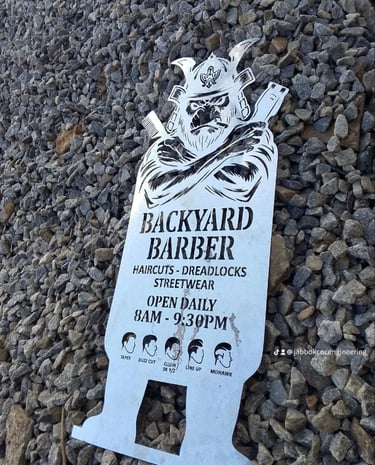 BACKYARD
BARBER
HAIRCUTS - DREADLOCKS
STREETWEAR
OPEN DAILY
8AM - 9:30PM
TAPER
BUZZ CUT
LINE UP
MOHAWK
@jabbokcncengineering